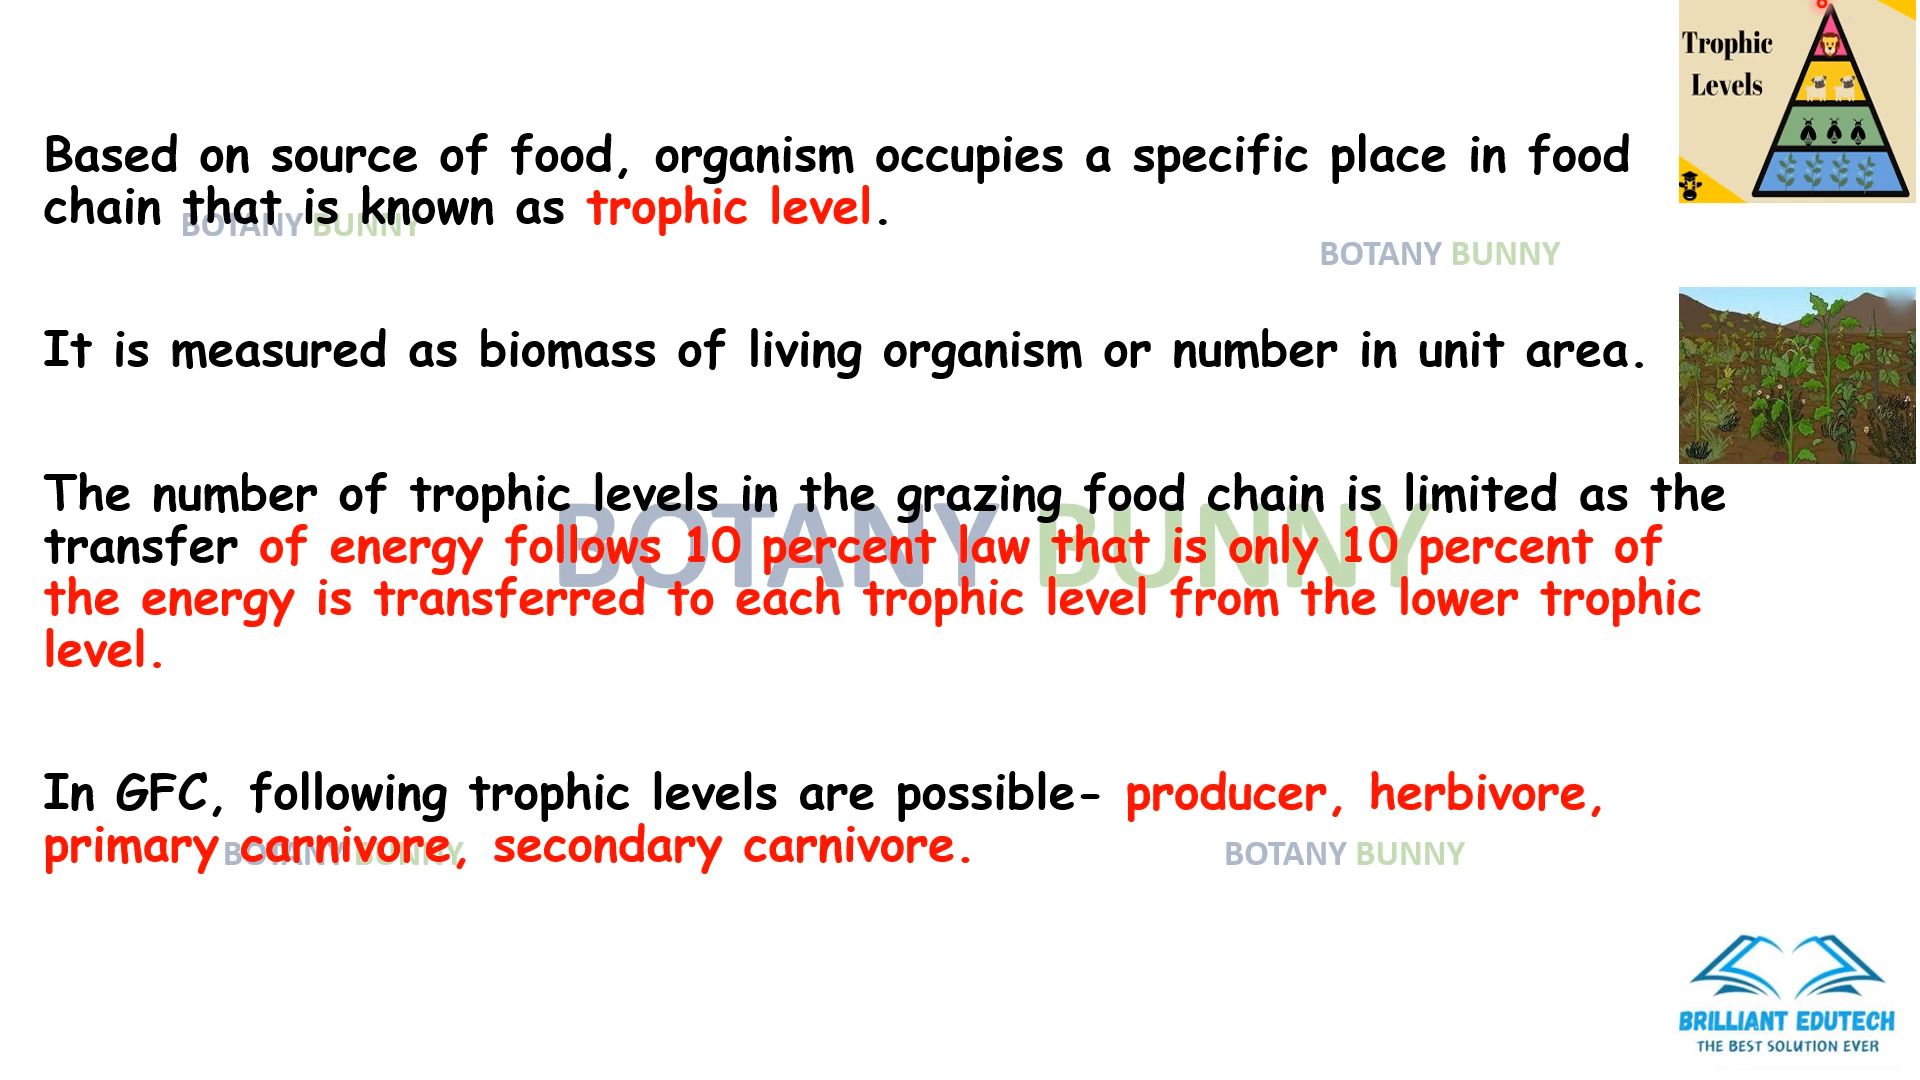 Trophic
Levels
Based on source of food, organism occupies a specific place in food
chain that is known as trophic level.
BOTANY BUNNY
BOTANY BUNNY
It is measured as biomass of living organism or number in unit area.
The number of trophic levels in the grazing food chain is limited as the
transfer of energy follows 10 percent law that is only 10 percent of
the energy is transferred to each trophic level from the lower trophic
level.
BOTANY BUNNY
In GFC, following trophic levels are possible- producer, herbivore,
primary carnivore, secondary carnivore.
BOTANY BUNNY
BOTANY BUNNY
BRILLIANT EDUTECH
THE BEST SOLUTION EVER